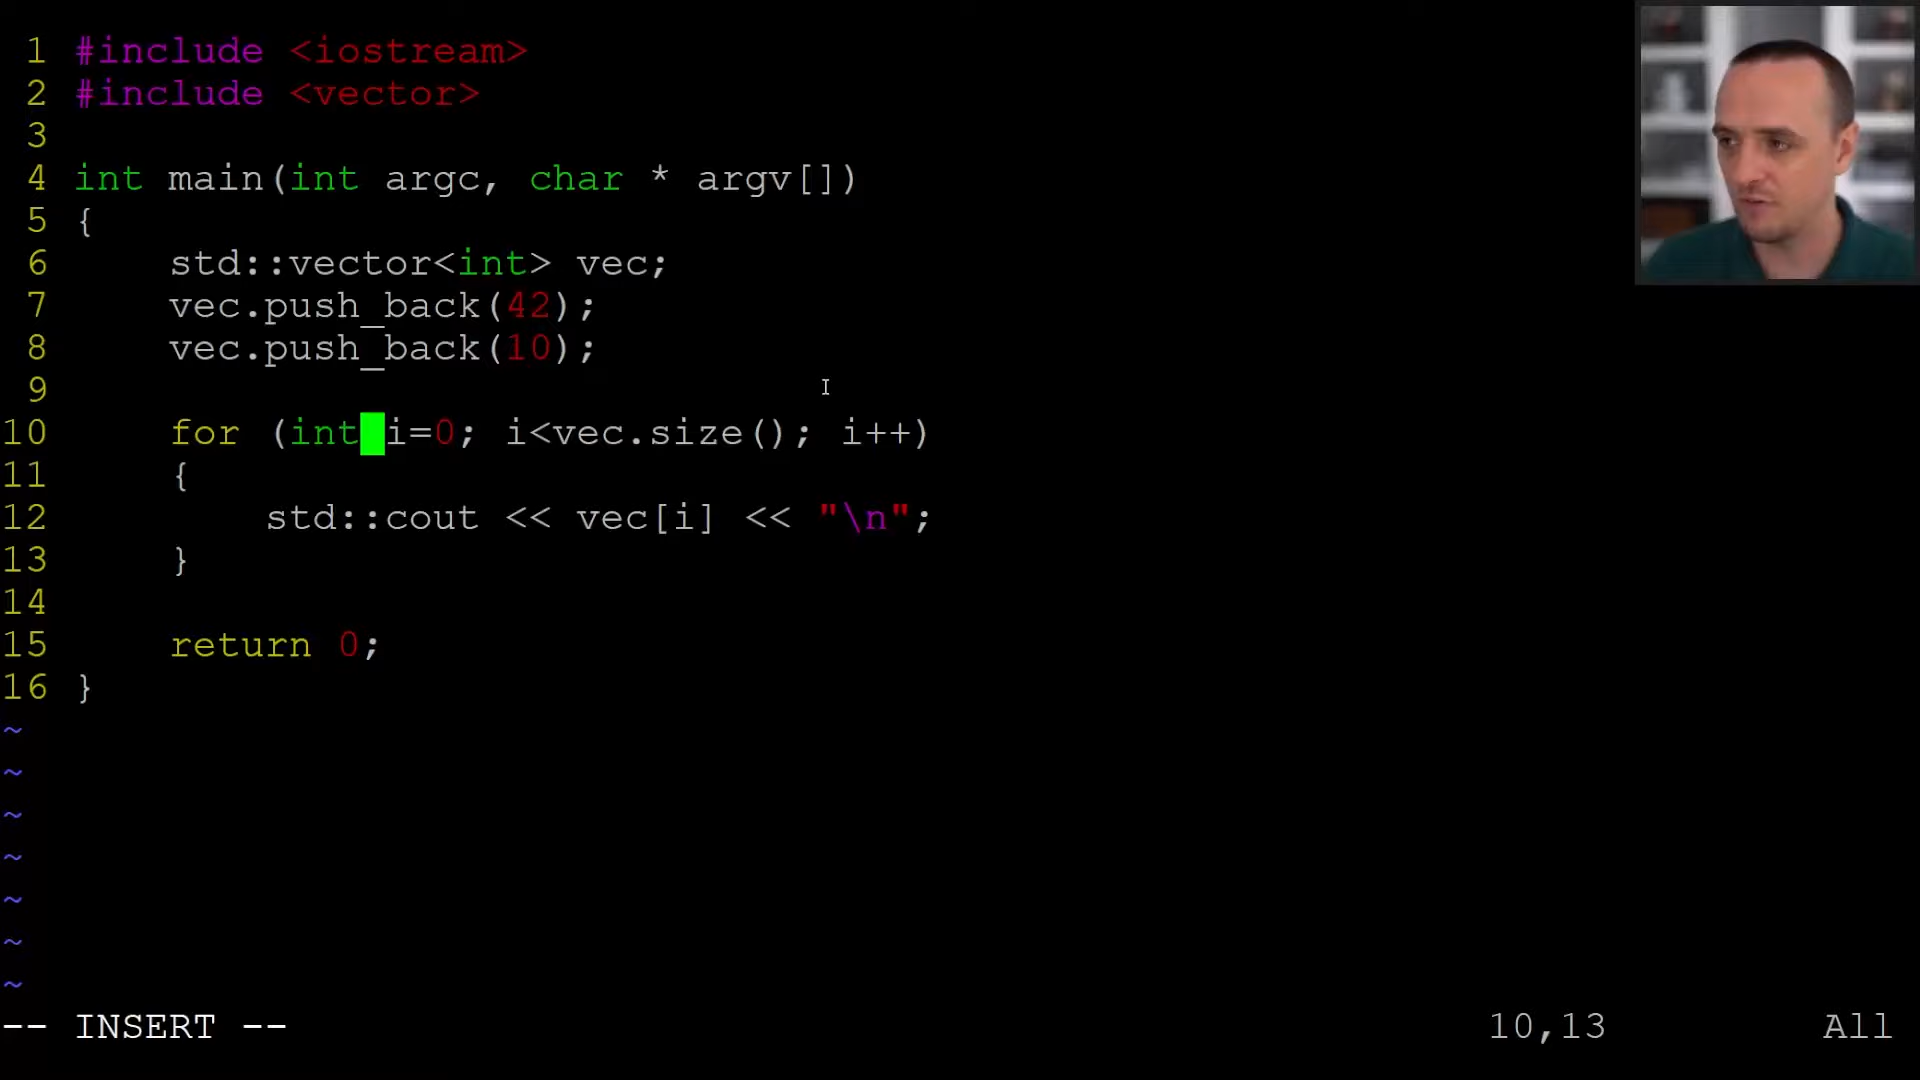 1 #include <iostream>
2 #include <vector>
3
4 int main(int argc, char * argv[])
5 {
6     std::vector<int> vec;
7     vec.push_back(42);
8     vec.push_back(10);
9
10     for (int i=0; i<vec.size(); i++)
11     {
12         std::cout << vec[i] << "\n";
13     }
14
15     return 0;
16 }
~
~
~
~
~
~
~
-- INSERT -- 10,13 All